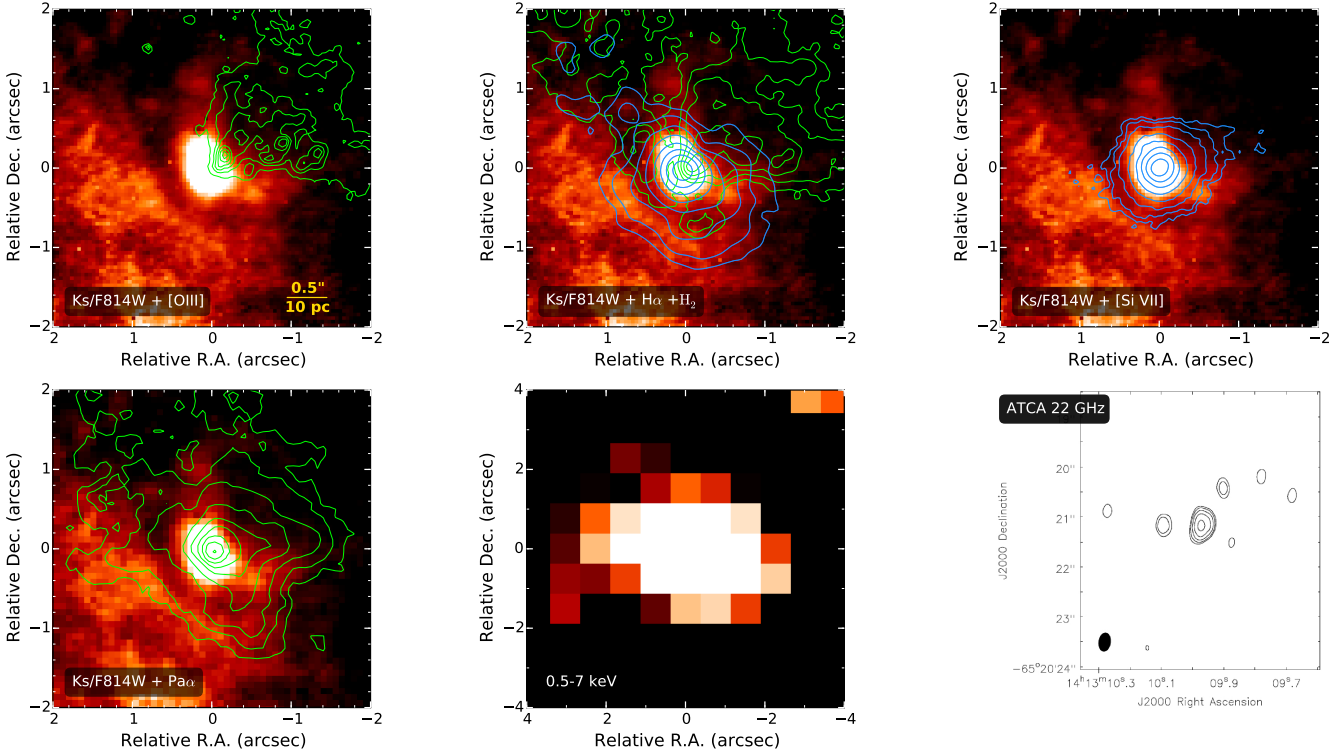 2
1
0
−1
−2
Relative Dec. (arcsec)
Ks/F814W + [OIII]
0.5"
10 pc
2 1 0 −1 −2
Relative R.A. (arcsec)
2
1
0
−1
−2
Relative Dec. (arcsec)
Ks/F814W + Hα +H₂
2 1 0 −1 −2
Relative R.A. (arcsec)
2
1
0
−1
−2
Relative Dec. (arcsec)
Ks/F814W + [Si VII]
2 1 0 −1 −2
Relative R.A. (arcsec)
2
1
0
−1
−2
Relative Dec. (arcsec)
Ks/F814W + Paα
2 1 0 −1 −2
Relative R.A. (arcsec)
4
2
0
−2
−4
Relative Dec. (arcsec)
0.5-7 keV
4 2 0 −2 −4
Relative R.A. (arcsec)
ATCA 22 GHz
20"
21"
22"
23"
−65°20'24"
J2000 Declination
14ʰ13ᵐ10ˢ.3 10ˢ.1 09ˢ.9 09ˢ.7
J2000 Right Ascension